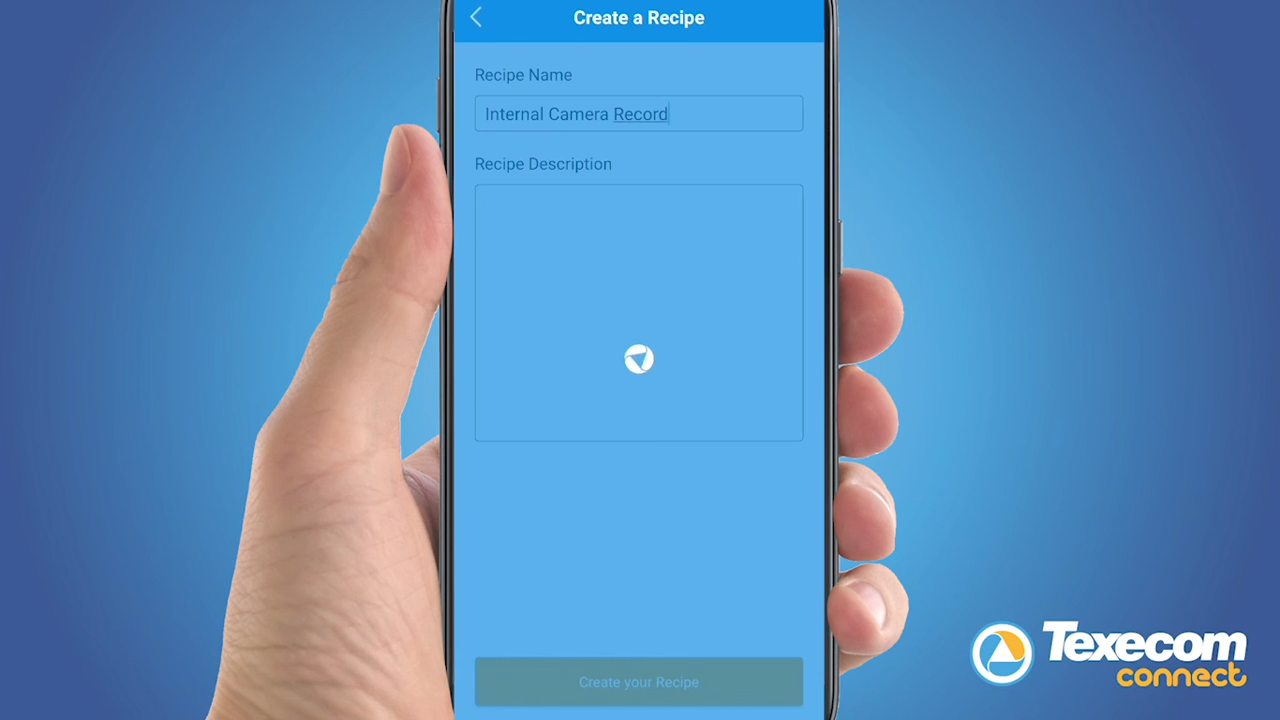 Create a Recipe
Recipe Name
Internal Camera Record
Recipe Description
Create your Recipe
Texecom
connect